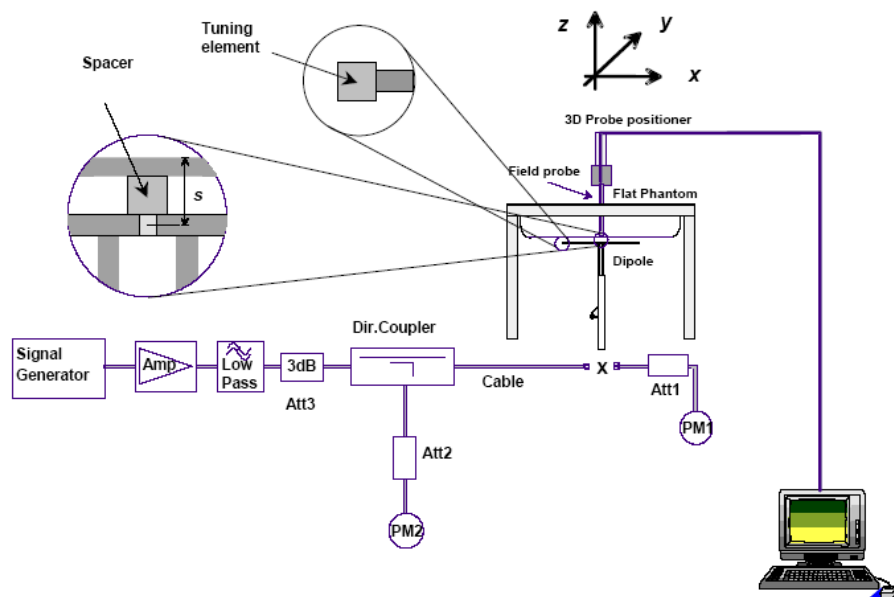 Tuning
element
Spacer
z
y
x
3D Probe positioner
Field probe
Flat Phantom
s
Dipole
Dir.Coupler
Signal
Generator
Amp
Low
Pass
3dB
Att3
Cable
X
Att1
PM1
Att2
PM2